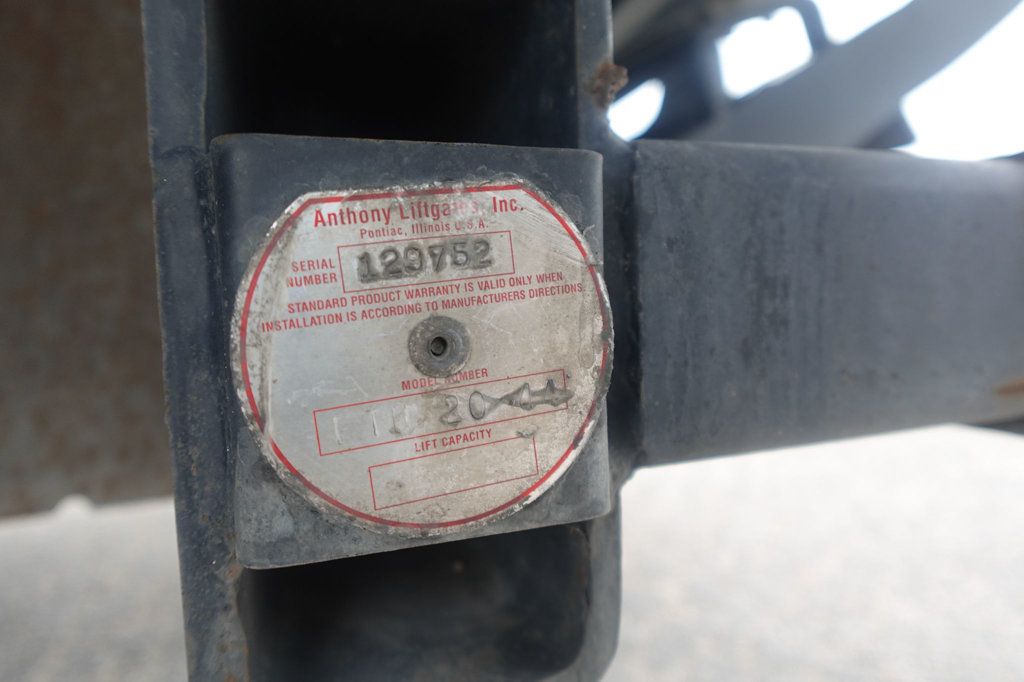 Anthony Liftgates, Inc.
Pontiac, Illinois U.S.A.
SERIAL
NUMBER
129752
STANDARD PRODUCT WARRANTY IS VALID ONLY WHEN
INSTALLATION IS ACCORDING TO MANUFACTURERS DIRECTIONS
MODEL NUMBER
20
LIFT CAPACITY